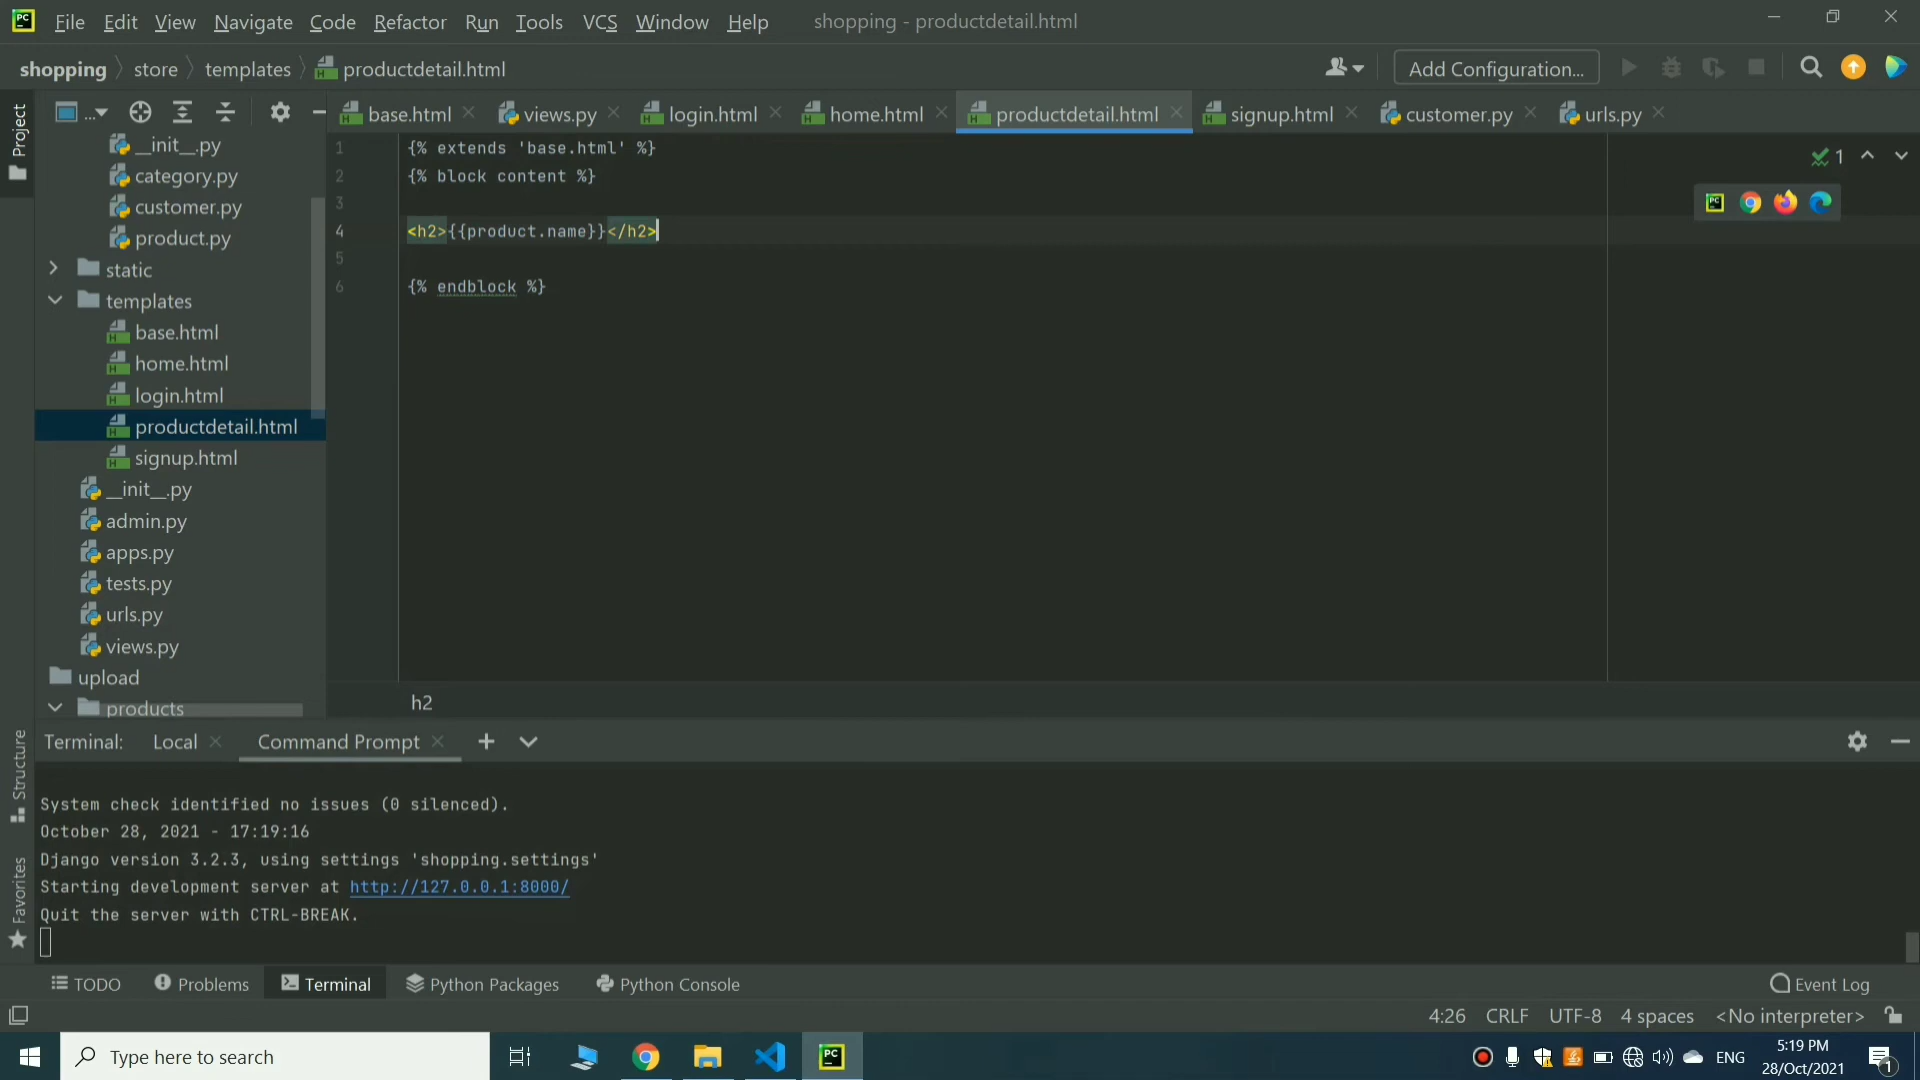 File Edit View Navigate Code Refactor Run Tools VCS Window Help shopping - productdetail.html
shopping store templates productdetail.html Add Configuration...
Project
... base.html views.py login.html home.html productdetail.html signup.html customer.py urls.py
__init__.py
category.py
customer.py
product.py
static
templates
base.html
home.html
login.html
productdetail.html
signup.html
__init__.py
admin.py
apps.py
tests.py
urls.py
views.py
upload
products
1 {% extends 'base.html' %}
2 {% block content %}
3
4 <h2>{{product.name}}</h2>
5
6 {% endblock %}
1
h2
Structure
Favorites
Terminal: Local Command Prompt
System check identified no issues (0 silenced).
October 28, 2021 - 17:19:16
Django version 3.2.3, using settings 'shopping.settings'
Starting development server at http://127.0.0.1:8000/
Quit the server with CTRL-BREAK.
TODO Problems Terminal Python Packages Python Console Event Log
4:26 CRLF UTF-8 4 spaces <No interpreter>
Type here to search
ENG
5:19 PM
28/Oct/2021
1